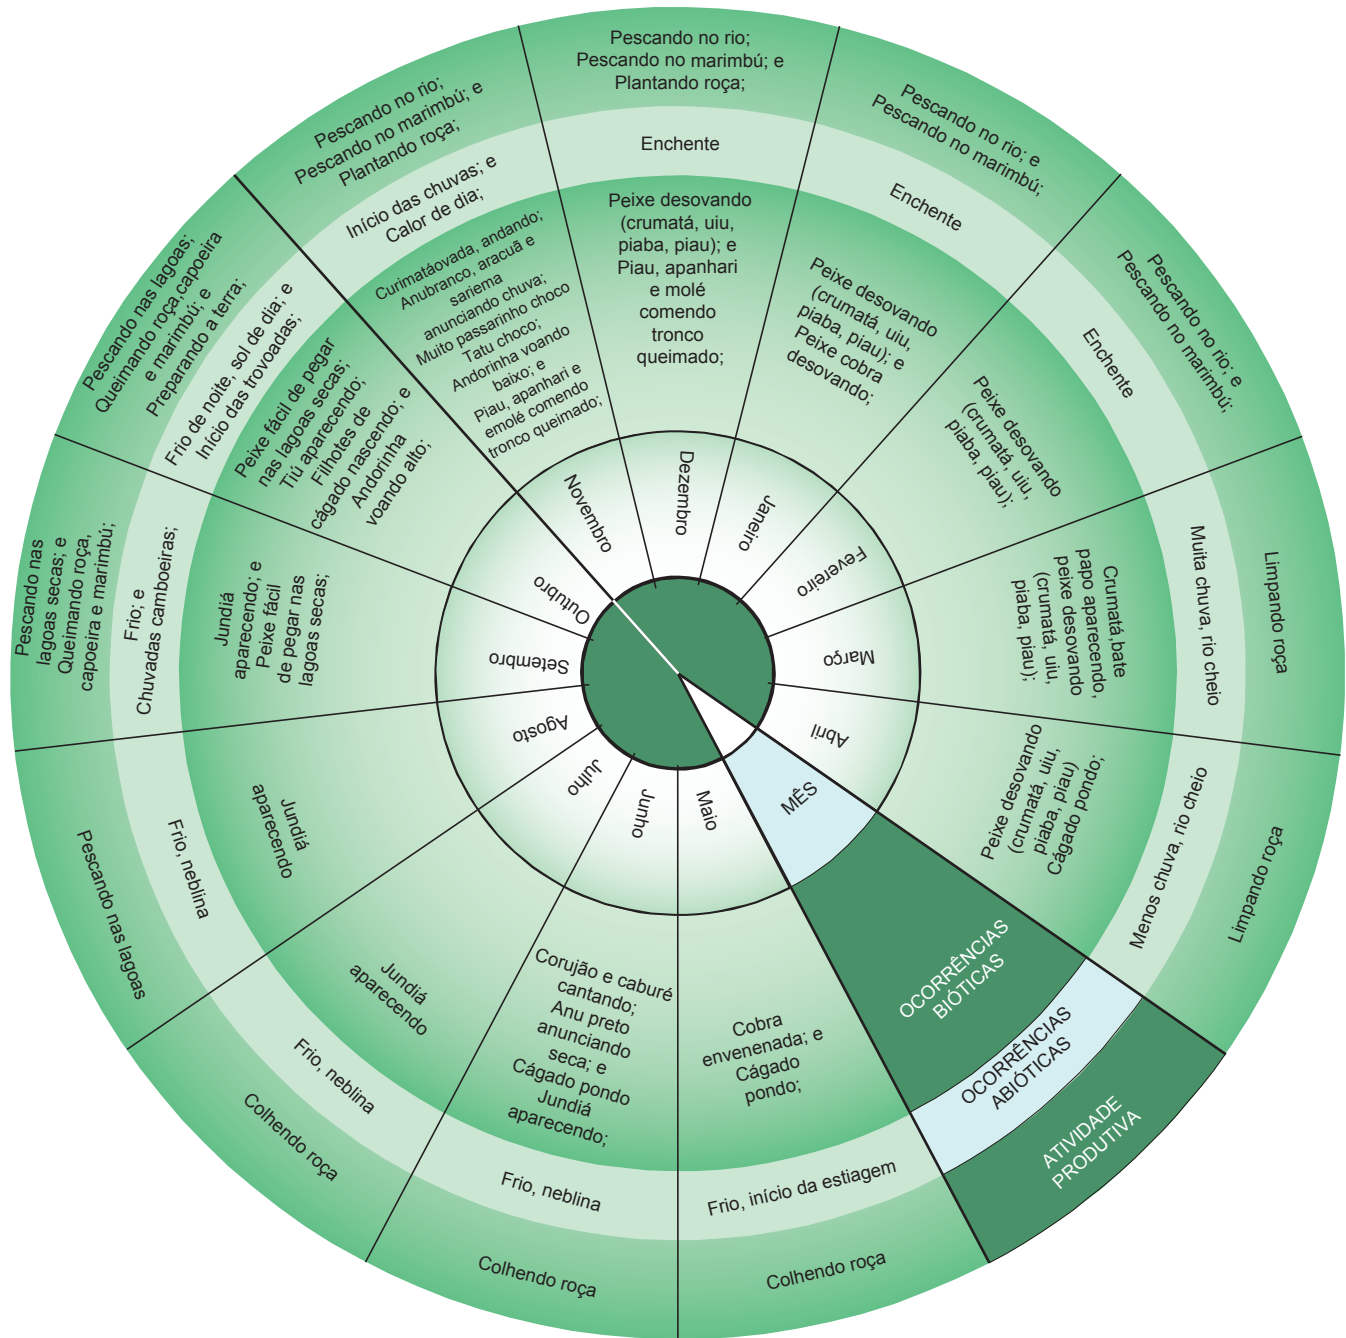 Pescando no rio;
Pescando no marimbú; e
Plantando roça;
Enchente
Peixe desovando
(crumatá, uiu,
piaba, piau); e
Piau, apanhari
e molé
comendo
tronco
queimado;
Dezembro
Pescando no rio; e
Pescando no marimbú;
Enchente
Peixe desovando
(crumatá, uiu,
piaba, piau); e
Peixe cobra
desovando;
Janeiro
Pescando no rio; e
Pescando no marimbú;
Enchente
Peixe desovando
(crumatá, uiu,
piaba, piau);
Fevereiro
Limpando roça
Muita chuva, rio cheio
Crumatá,bate
papo aparecendo,
peixe desovando
(crumatá, uiu,
piaba, piau);
Março
Limpando roça
Menos chuva, rio cheio
Peixe desovando
(crumatá, uiu,
piaba, piau)
Cágado pondo;
Abril
MÊS
OCORRÊNCIAS
BIÓTICAS
OCORRÊNCIAS
ABIÓTICAS
ATIVIDADE
PRODUTIVA
Maio
Cobra
envenenada; e
Cágado
pondo;
Frio, início da estiagem
Colhendo roça
Junho
Corujão e caburé
cantando;
Anu preto
anunciando
seca; e
Cágado pondo
Jundiá
aparecendo;
Frio, neblina
Colhendo roça
Julho
Jundiá
aparecendo
Frio, neblina
Colhendo roça
Agosto
Jundiá
aparecendo
Frio, neblina
Pescando nas lagoas
Setembro
Jundiá
aparecendo; e
Peixe fácil
de pegar nas
lagoas secas;
Frio; e
Chuvadas camboeiras;
Pescando nas
lagoas secas; e
Queimando roça,
capoeira e marimbú;
Outubro
Peixe fácil de pegar
nas lagoas secas;
Tiú aparecendo;
Filhotes de
cágado nascendo; e
Andorinha
voando alto;
Frio de noite, sol de dia; e
Início das trovoadas;
Pescando nas lagoas;
Queimando roça,capoeira
e marimbú; e
Preparando a terra;
Novembro
Curimatáovada, andando;
Anubranco, aracuã e
sariema
anunciando chuva;
Muito passarinho choco
Tatu choco;
Andorinha voando
baixo; e
Piau, apanhari e
emolé comendo
tronco queimado;
Início das chuvas; e
Calor de dia;
Pescando no rio;
Pescando no marimbú; e
Plantando roça;